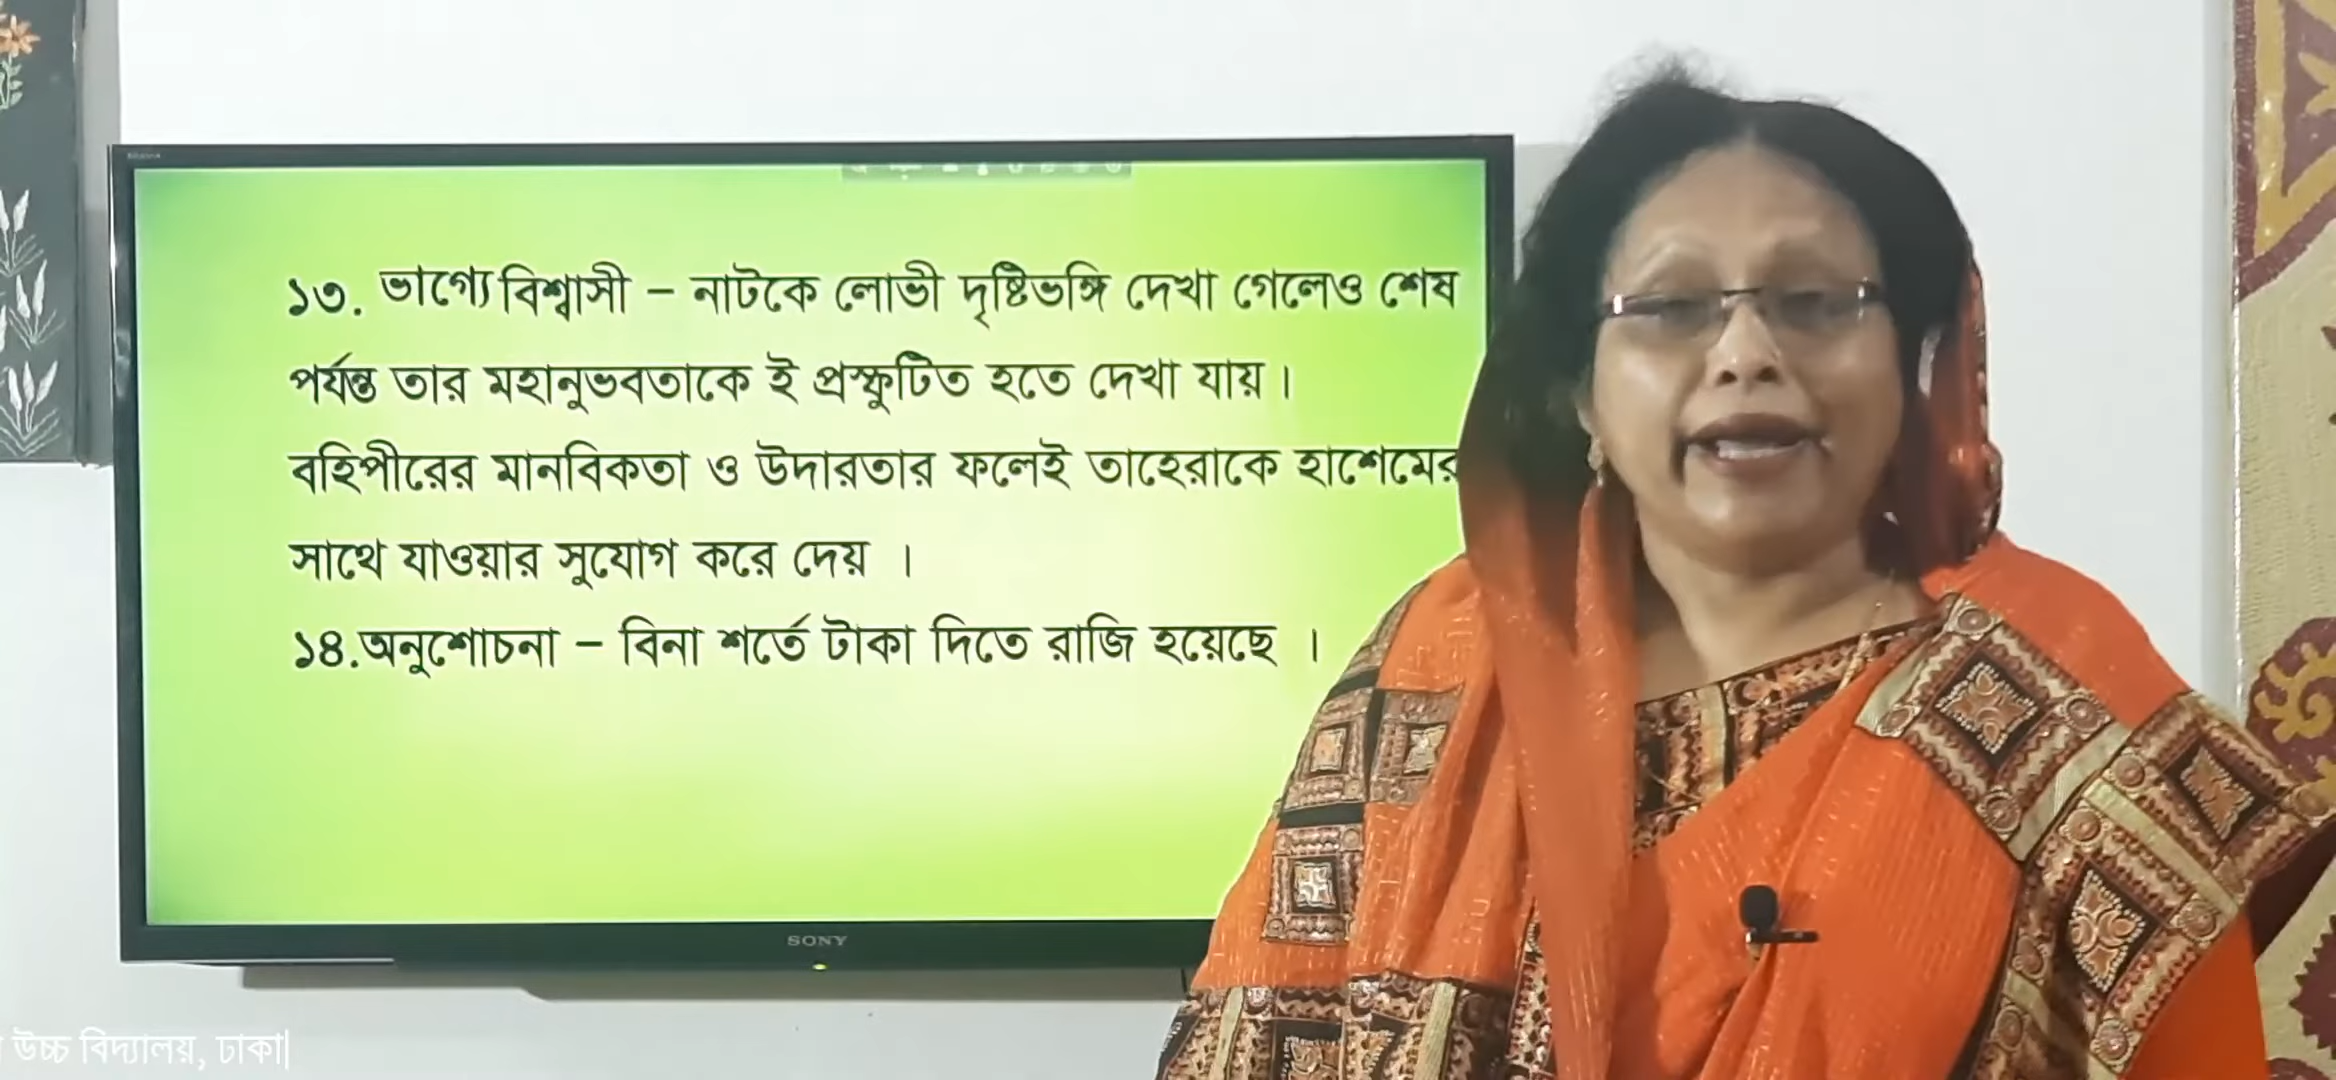 ১৩. ভাগ্যে বিশ্বাসী – নাটকে লোভী দৃষ্টিভঙ্গি দেখা গেলেও শেষ
পর্যন্ত তার মহানুভবতাকে ই প্রস্ফুটিত হতে দেখা যায়।
বহিপীরের মানবিকতা ও উদারতার ফলেই তাহেরাকে হাশেমের
সাথে যাওয়ার সুযোগ করে দেয় ।
১৪.অনুশোচনা – বিনা শর্তে টাকা দিতে রাজি হয়েছে ।
SONY
উচ্চ বিদ্যালয়, ঢাকা|